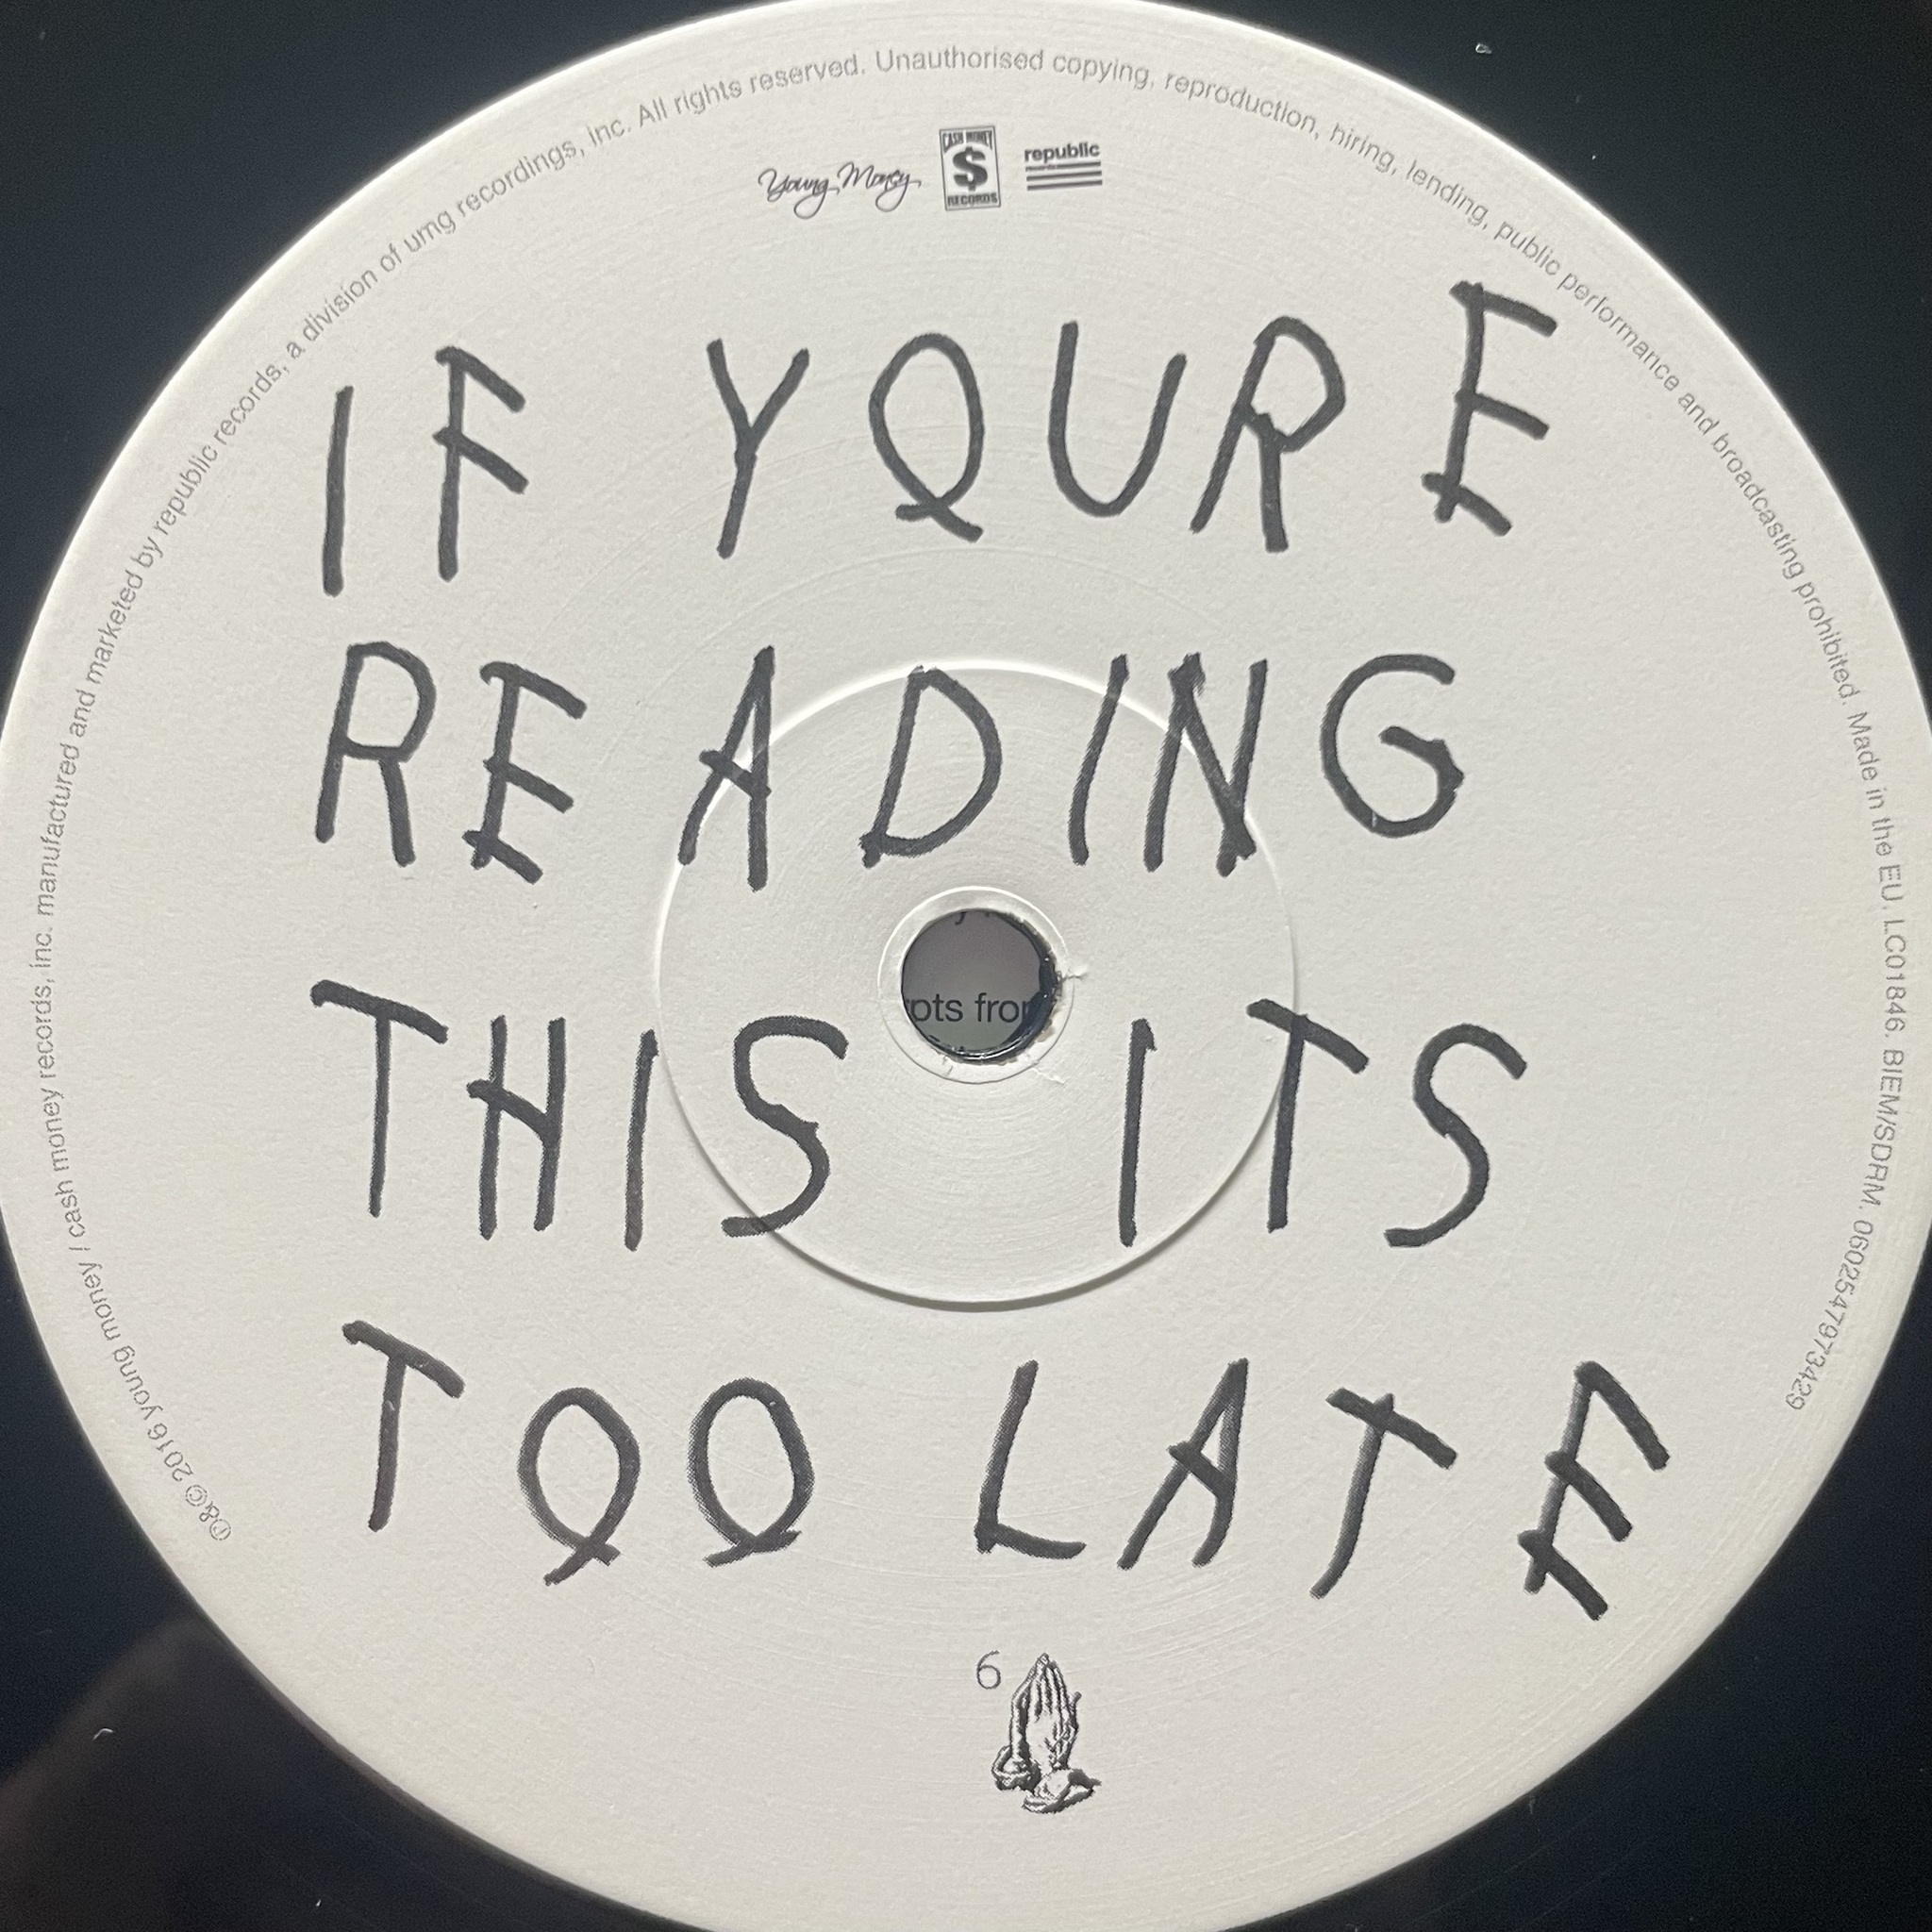 ℗&© 2016 young money / cash money records, inc. manufactured and marketed by republic records, a division of umg recordings, inc. All rights reserved. Unauthorised copying, reproduction, hiring, lending, public performance and broadcasting prohibited. Made in the EU. LC01846. BIEM/SDRM. 0602547973429
Young Money
CASH MONEY
$
RECORDS
republic
IF YOURE
READING
THIS ITS
TOO LATE
6